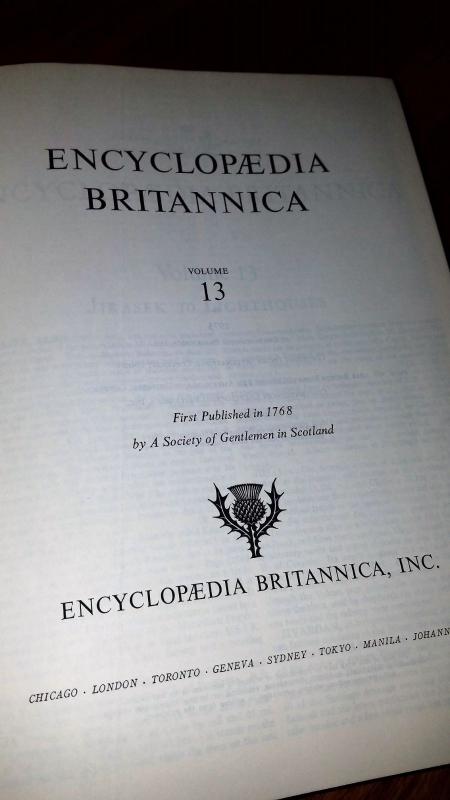 ENCYCLOPÆDIA
BRITANNICA
VOLUME
13
First Published in 1768
by A Society of Gentlemen in Scotland
ENCYCLOPÆDIA BRITANNICA, INC.
CHICAGO · LONDON · TORONTO · GENEVA · SYDNEY · TOKYO · MANILA · JOHANN